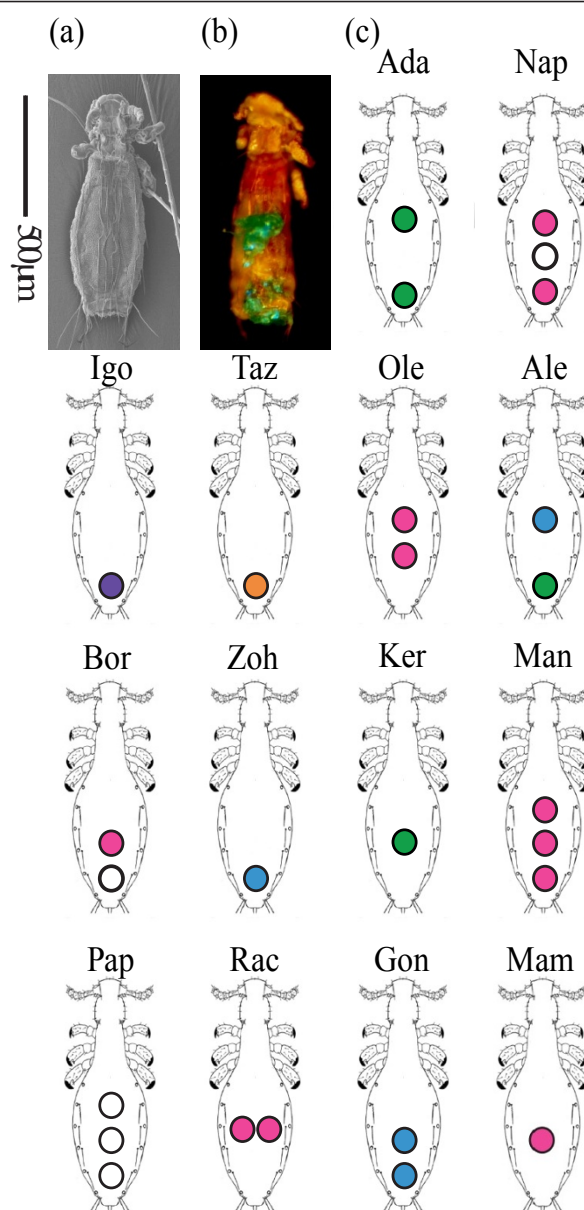 (a) (b) (c)
Ada Nap
500µm
Igo Taz Ole Ale
Bor Zoh Ker Man
Pap Rac Gon Mam